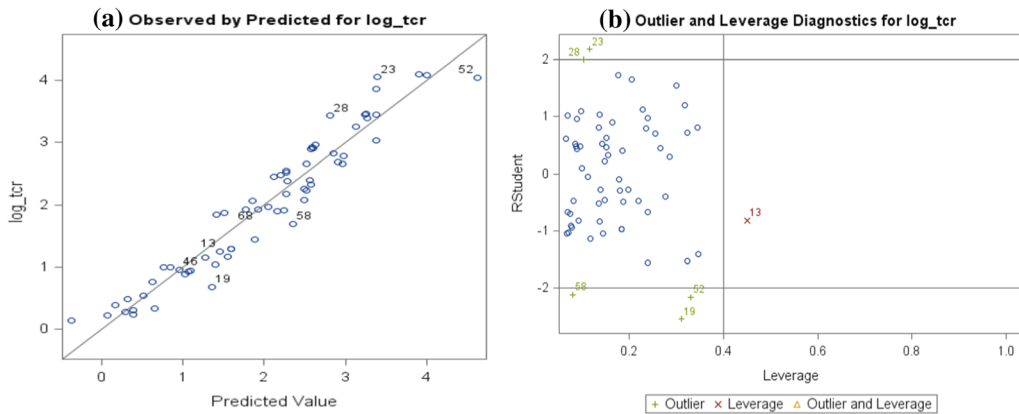 (a) Observed by Predicted for log_tcr
log_tcr
4
3
2
1
0
23
52
28
68
58
13
46
19
0 1 2 3 4
Predicted Value
(b) Outlier and Leverage Diagnostics for log_tcr
RStudent
2
1
0
-1
-2
23
28
13
58
52
19
0.2 0.4 0.6 0.8 1.0
Leverage
Outlier Leverage Outlier and Leverage